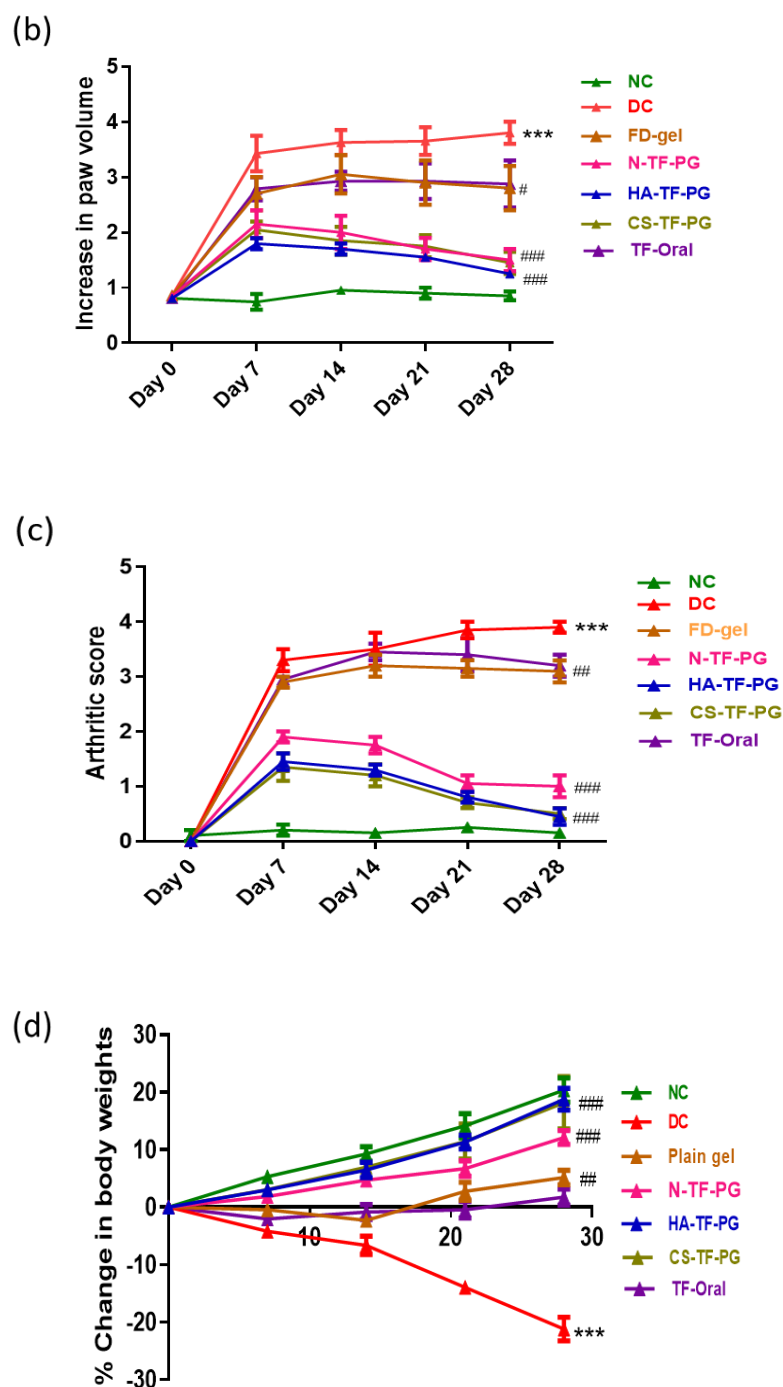 (b)
Increase in paw volume
5
4
3
2
1
0
Day 0
Day 7
Day 14
Day 21
Day 28
***
#
###
###
NC
DC
FD-gel
N-TF-PG
HA-TF-PG
CS-TF-PG
TF-Oral
(c)
Arthritic score
5
4
3
2
1
0
Day 0
Day 7
Day 14
Day 21
Day 28
***
##
###
###
NC
DC
FD-gel
N-TF-PG
HA-TF-PG
CS-TF-PG
TF-Oral
(d)
% Change in body weights
30
20
10
0
-10
-20
-30
10
20
30
###
###
##
***
NC
DC
Plain gel
N-TF-PG
HA-TF-PG
CS-TF-PG
TF-Oral